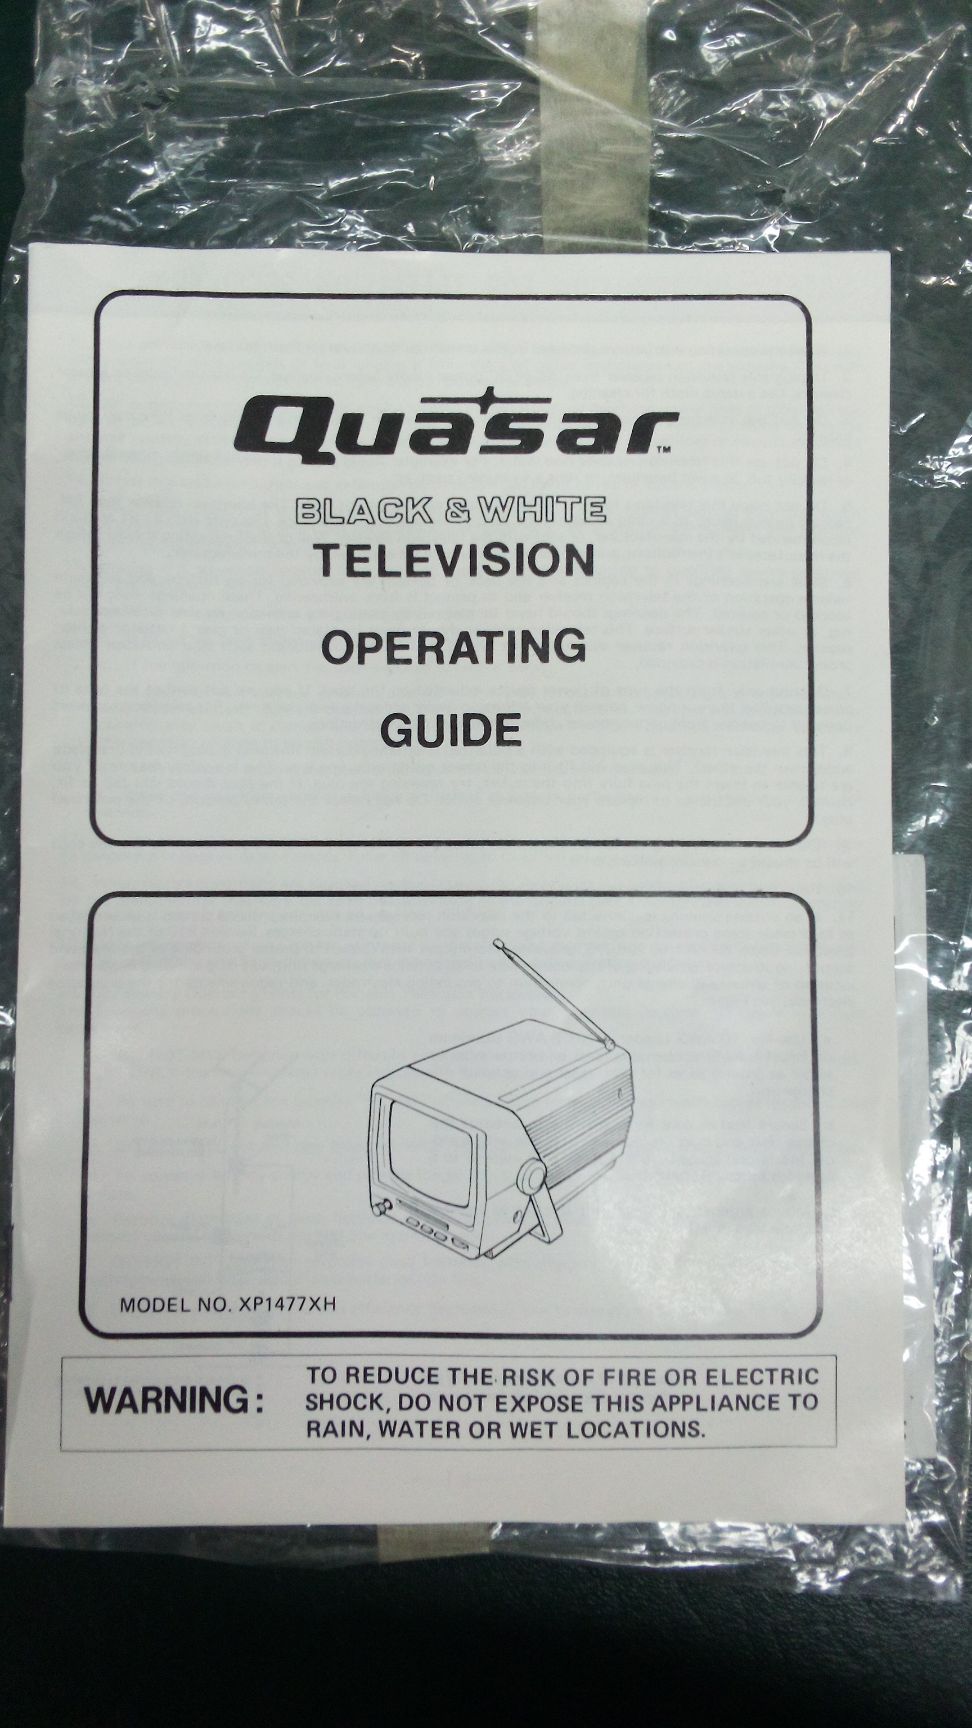 Quasar™
BLACK & WHITE
TELEVISION
OPERATING
GUIDE
MODEL NO. XP1477XH
WARNING:
TO REDUCE THE RISK OF FIRE OR ELECTRIC
SHOCK, DO NOT EXPOSE THIS APPLIANCE TO
RAIN, WATER OR WET LOCATIONS.